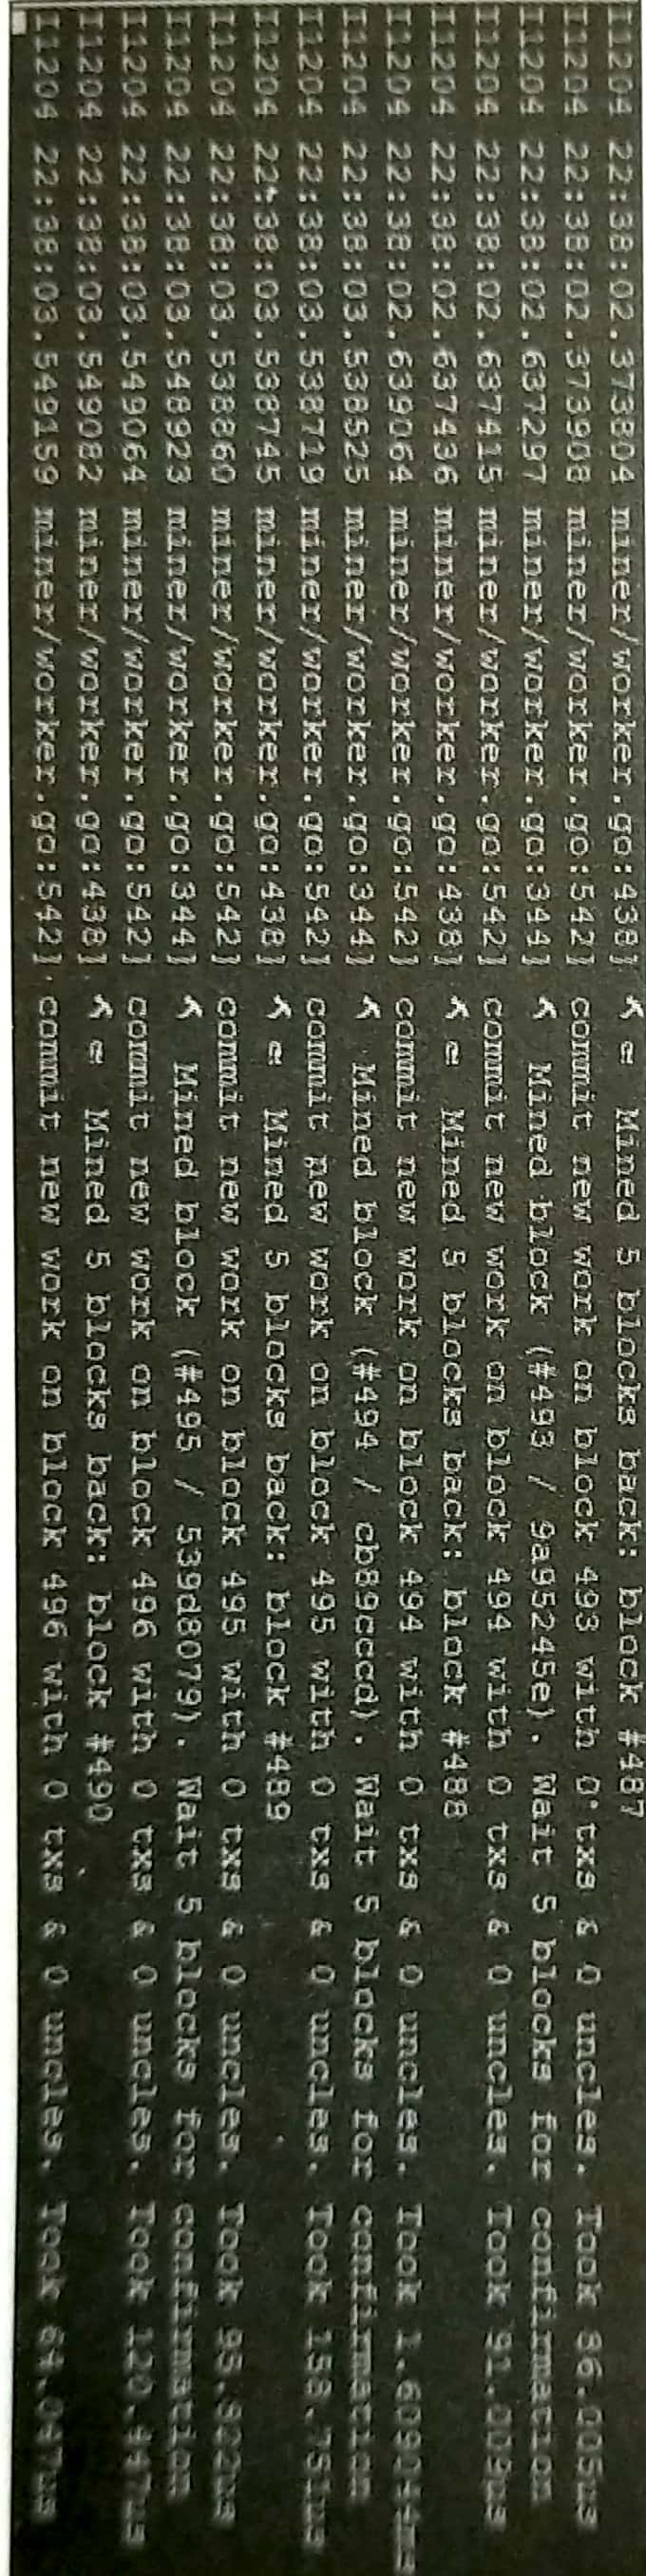 I1204 22:38:02.373804 miner/worker.go:438] 🔨 🔗 Mined 5 blocks back: block #487
I1204 22:38:02.373908 miner/worker.go:542] commit new work on block 493 with 0 txs & 0 uncles. Took 86.005µs
I1204 22:38:02.637297 miner/worker.go:344] 🔨 Mined block (#493 / 9a95245e). Wait 5 blocks for confirmation
I1204 22:38:02.637415 miner/worker.go:542] commit new work on block 494 with 0 txs & 0 uncles. Took 91.009µs
I1204 22:38:02.637436 miner/worker.go:438] 🔨 🔗 Mined 5 blocks back: block #488
I1204 22:38:02.639064 miner/worker.go:542] commit new work on block 494 with 0 txs & 0 uncles. Took
I1204 22:38:03.538525 miner/worker.go:344] 🔨 Mined block (#494 / cb89cccd). Wait 5 blocks for confirmation
I1204 22:38:03.538719 miner/worker.go:542] commit new work on block 495 with 0 txs & 0 uncles. Took 158.751µs
I1204 22:38:03.538745 miner/worker.go:438] 🔨 🔗 Mined 5 blocks back: block #489
I1204 22:38:03.538860 miner/worker.go:542] commit new work on block 495 with 0 txs & 0 uncles. Took
I1204 22:38:03.548923 miner/worker.go:344] 🔨 Mined block (#495 / 539d8079). Wait 5 blocks for confirmation
I1204 22:38:03.549064 miner/worker.go:542] commit new work on block 496 with 0 txs & 0 uncles. Took 120.447µs
I1204 22:38:03.549082 miner/worker.go:438] 🔨 🔗 Mined 5 blocks back: block #490
I1204 22:38:03.549159 miner/worker.go:542] commit new work on block 496 with 0 txs & 0 uncles. Took 64.047µs